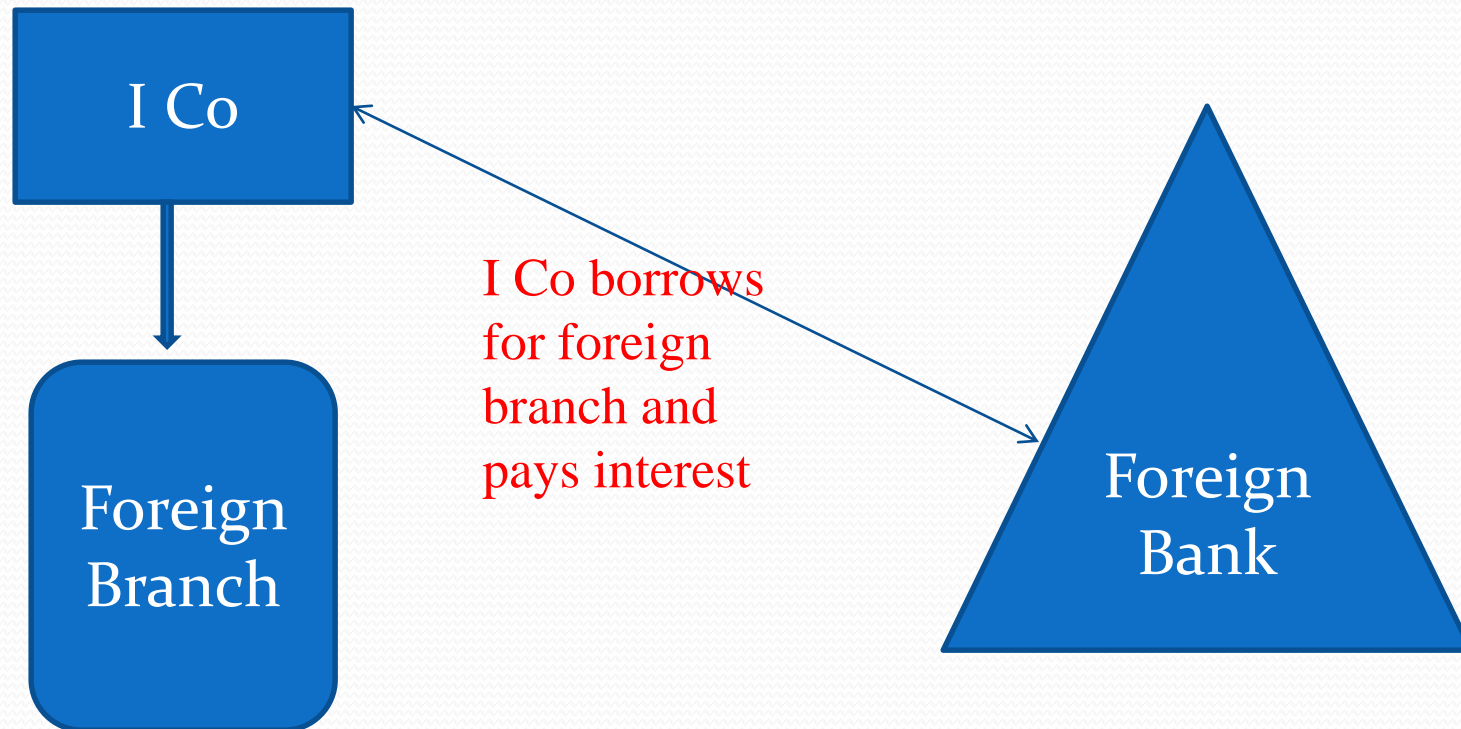 I Co
I Co borrows
for foreign
branch and
pays interest
Foreign
Branch
Foreign
Bank